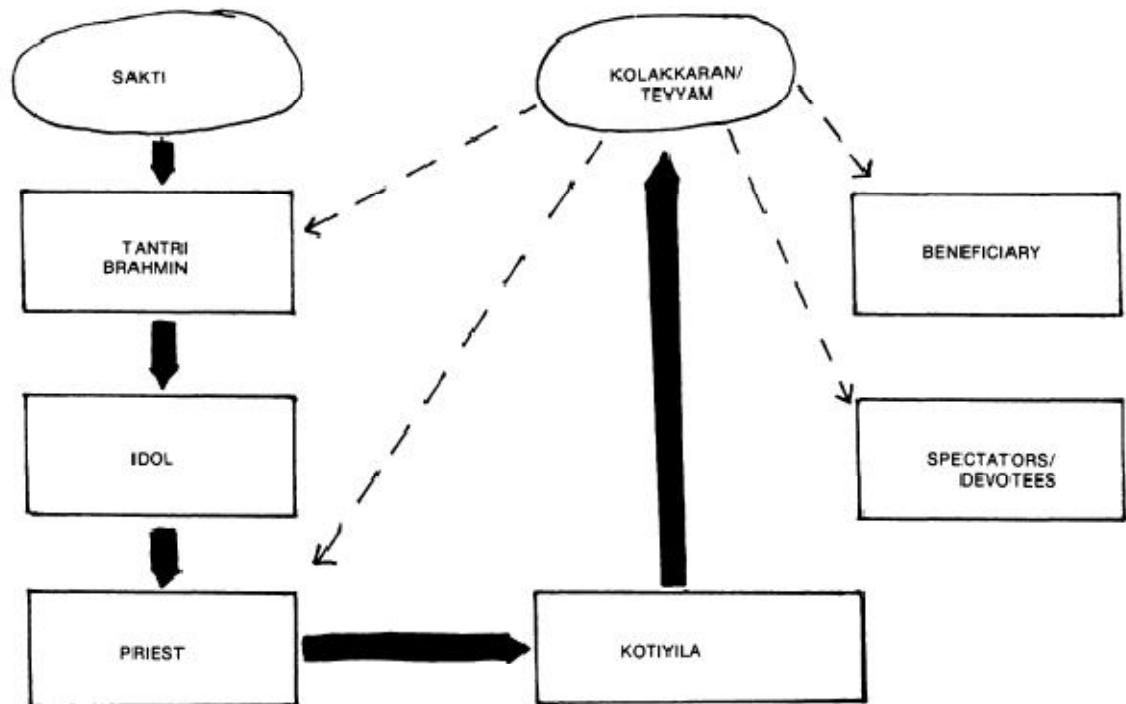 SAKTI
KOLAKKARAN/
TEYYAM
TANTRI
BRAHMIN
BENEFICIARY
IDOL
SPECTATORS/
DEVOTEES
PRIEST
KOTIYILA